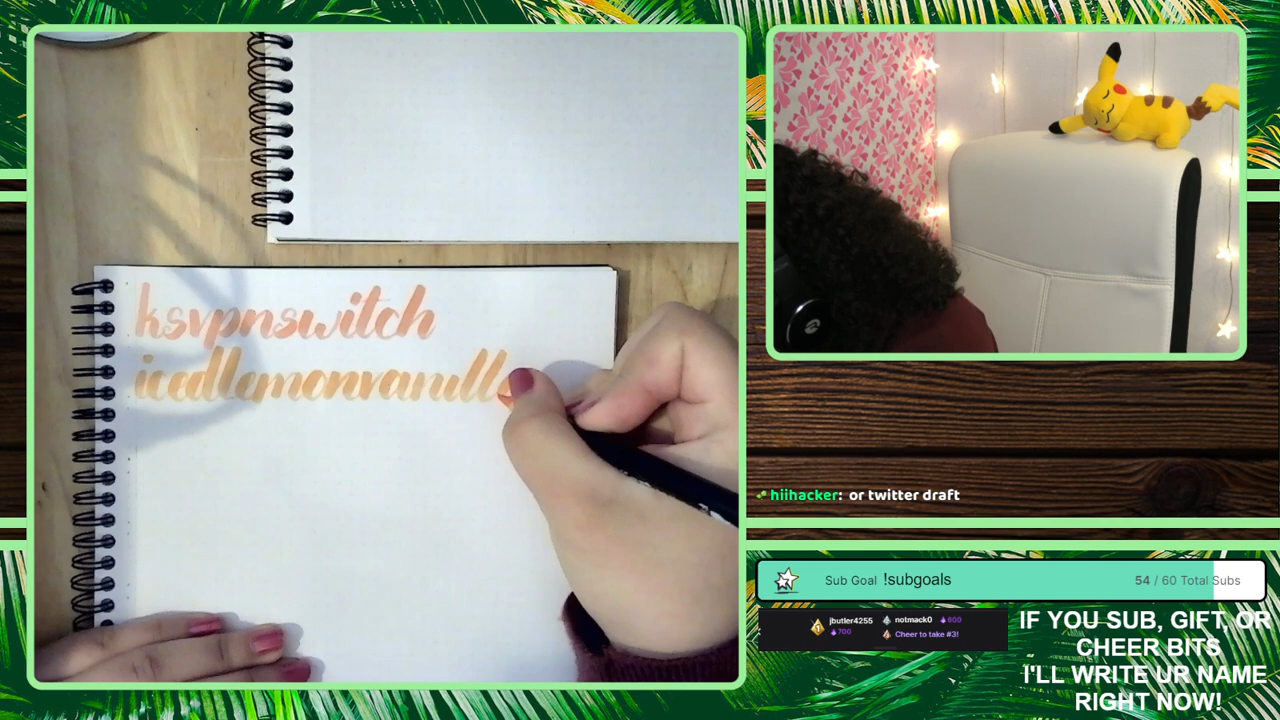 ksvpnswitch
icedlemonvanill
hiihacker: or twitter draft
Sub Goal !subgoals 54 / 60 Total Subs
1 jbutler4255 700
notmack0 600
Cheer to take #3!
IF YOU SUB, GIFT, OR
CHEER BITS
I'LL WRITE UR NAME
RIGHT NOW!